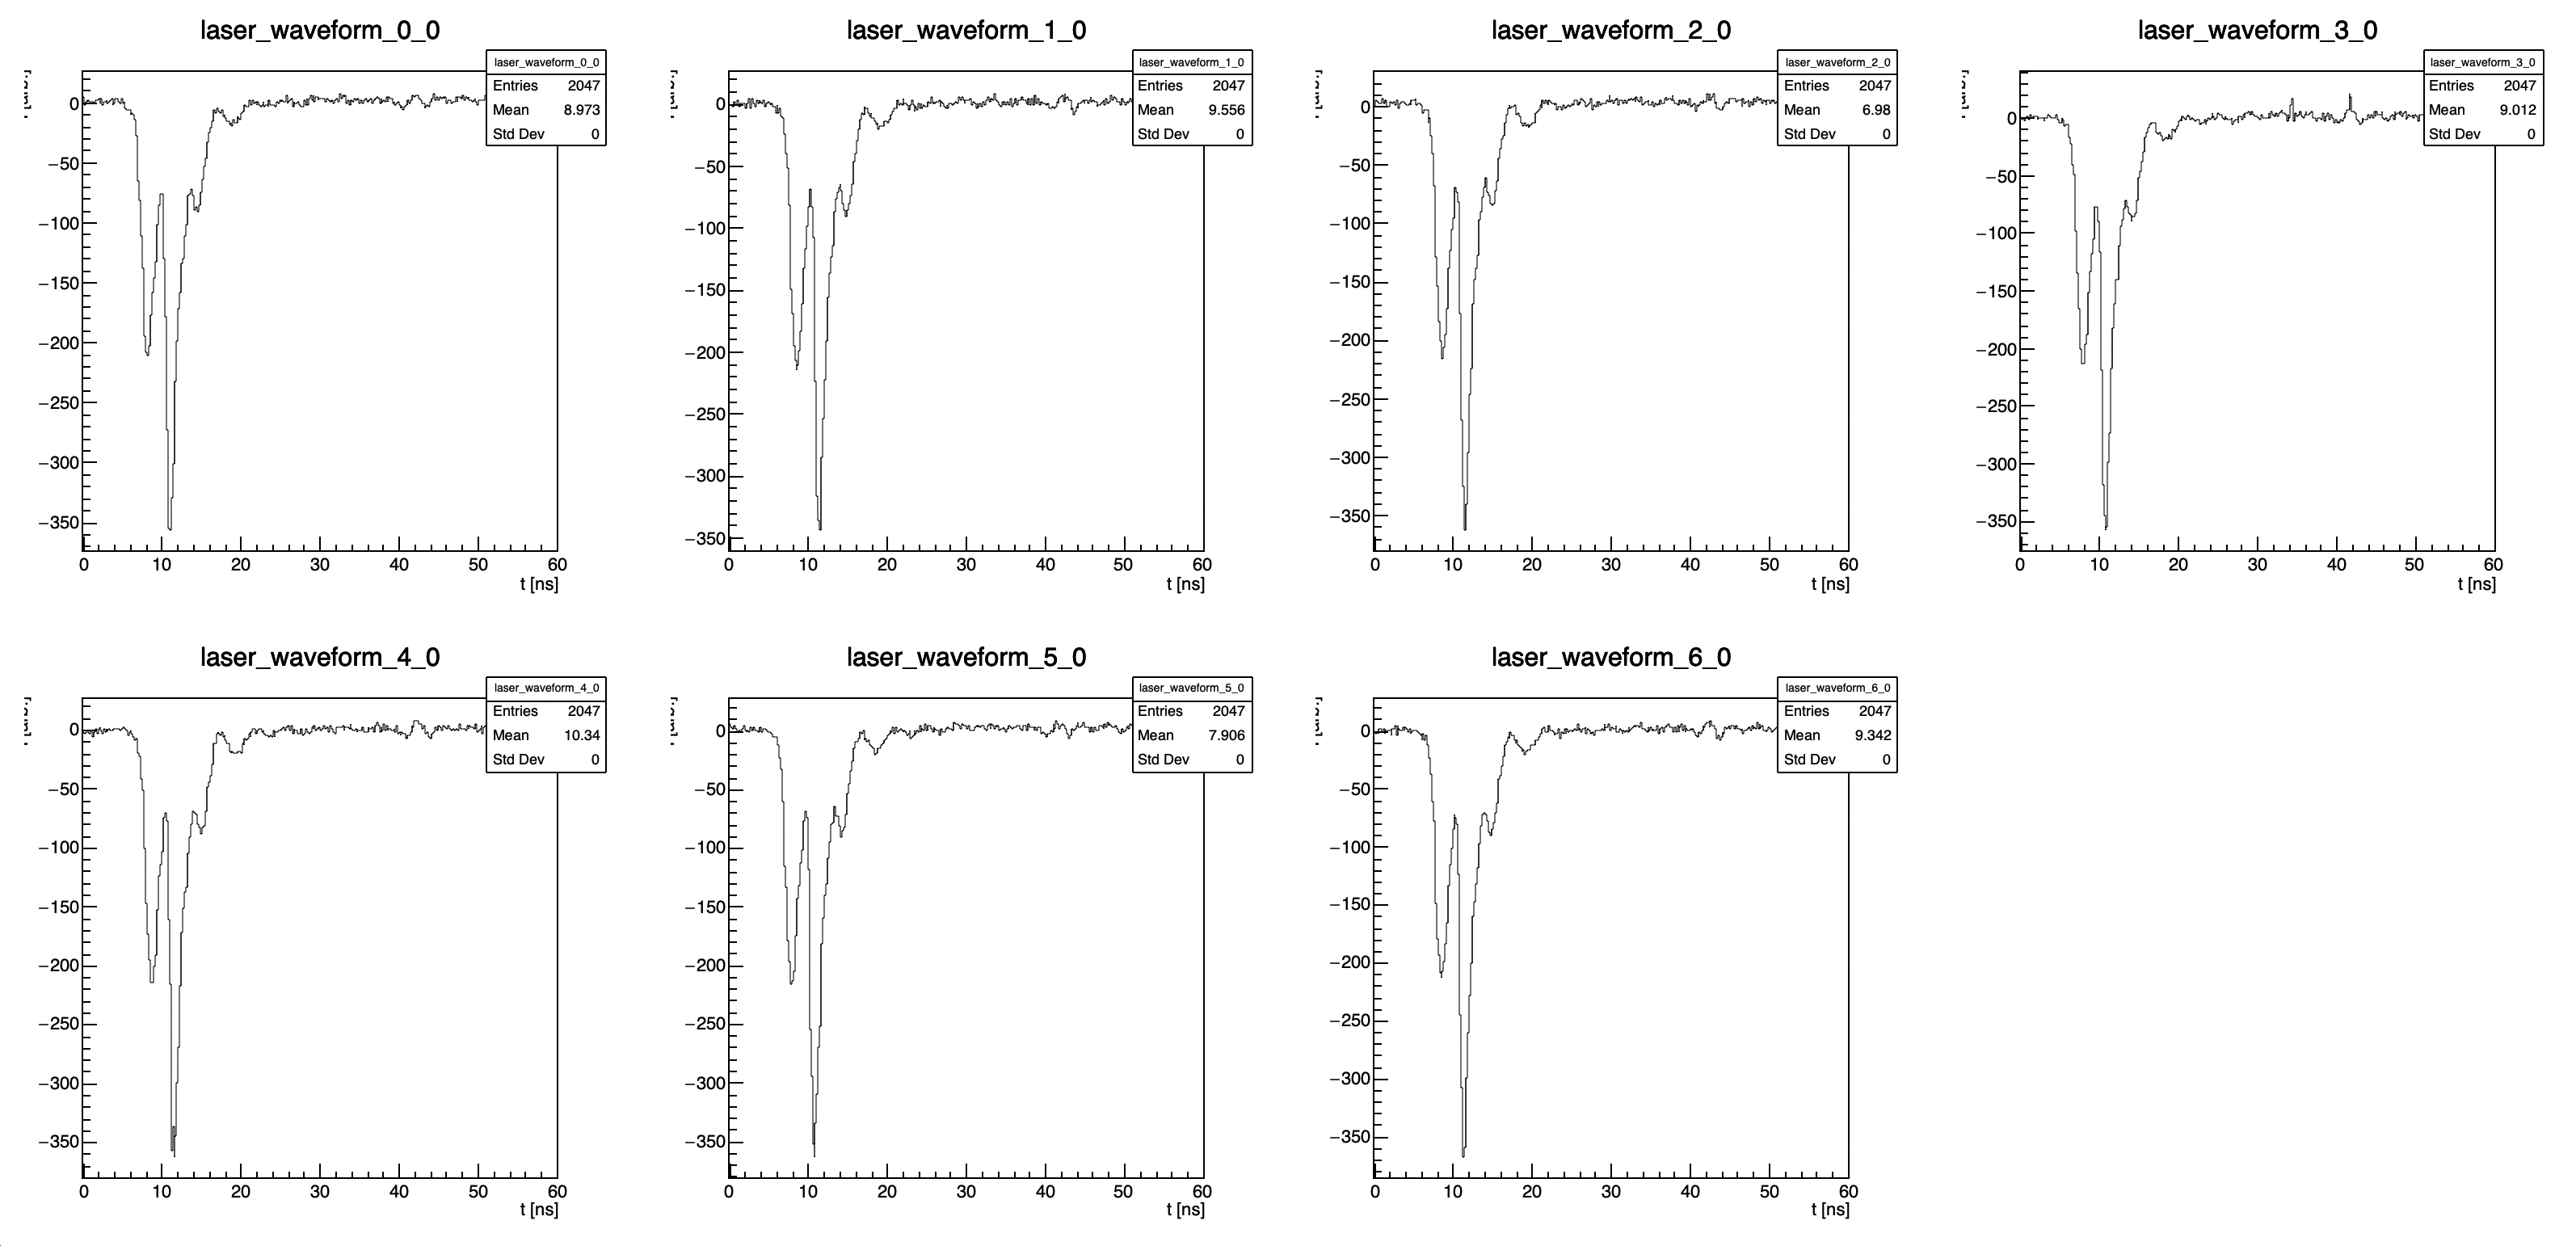 laser_waveform_0_0
laser_waveform_0_0
Entries 2047
Mean 8.973
Std Dev 0
0
−50
−100
−150
−200
−250
−300
−350
0 10 20 30 40 50 60
t [ns]
laser_waveform_1_0
laser_waveform_1_0
Entries 2047
Mean 9.556
Std Dev 0
0
−50
−100
−150
−200
−250
−300
−350
0 10 20 30 40 50 60
t [ns]
laser_waveform_2_0
laser_waveform_2_0
Entries 2047
Mean 6.98
Std Dev 0
0
−50
−100
−150
−200
−250
−300
−350
0 10 20 30 40 50 60
t [ns]
laser_waveform_3_0
laser_waveform_3_0
Entries 2047
Mean 9.012
Std Dev 0
0
−50
−100
−150
−200
−250
−300
−350
0 10 20 30 40 50 60
t [ns]
laser_waveform_4_0
laser_waveform_4_0
Entries 2047
Mean 10.34
Std Dev 0
0
−50
−100
−150
−200
−250
−300
−350
0 10 20 30 40 50 60
t [ns]
laser_waveform_5_0
laser_waveform_5_0
Entries 2047
Mean 7.906
Std Dev 0
0
−50
−100
−150
−200
−250
−300
−350
0 10 20 30 40 50 60
t [ns]
laser_waveform_6_0
laser_waveform_6_0
Entries 2047
Mean 9.342
Std Dev 0
0
−50
−100
−150
−200
−250
−300
−350
0 10 20 30 40 50 60
t [ns]